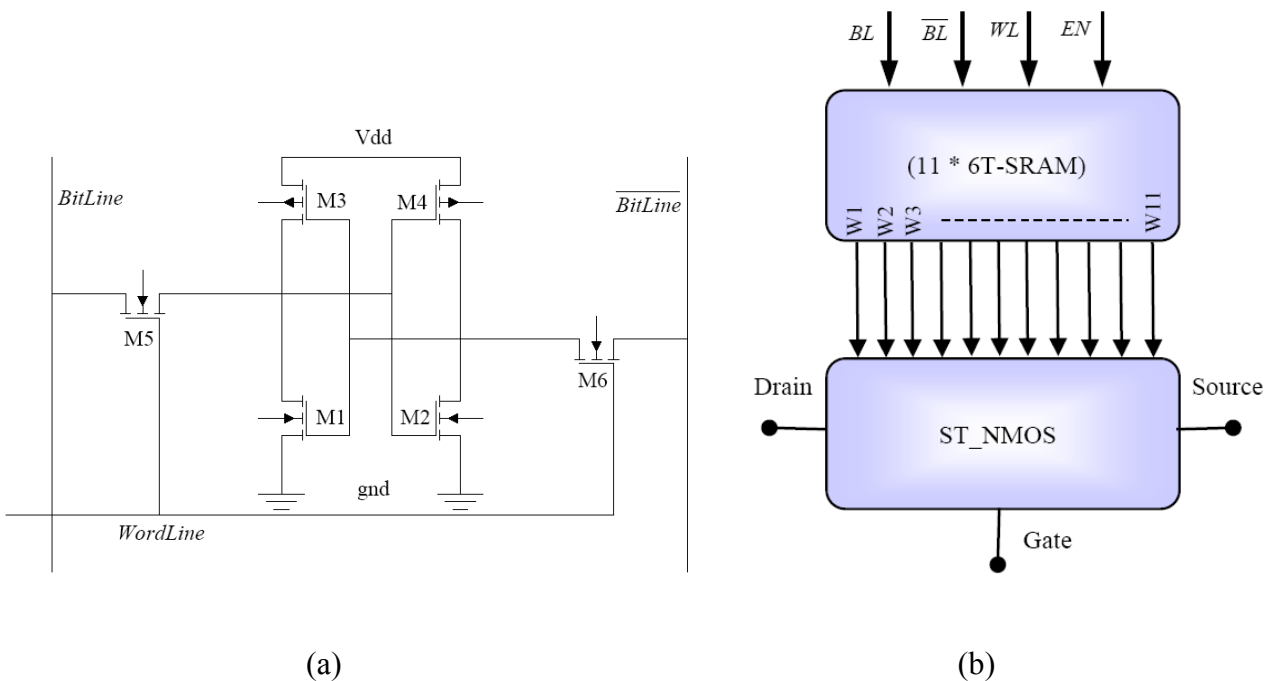 Vdd
BitLine
M3
M4
BitLine
M5
M6
M1
M2
gnd
WordLine
(a)
BL
BL
WL
EN
(11 * 6T-SRAM)
W1
W2
W3
W11
Drain
Source
ST_NMOS
Gate
(b)